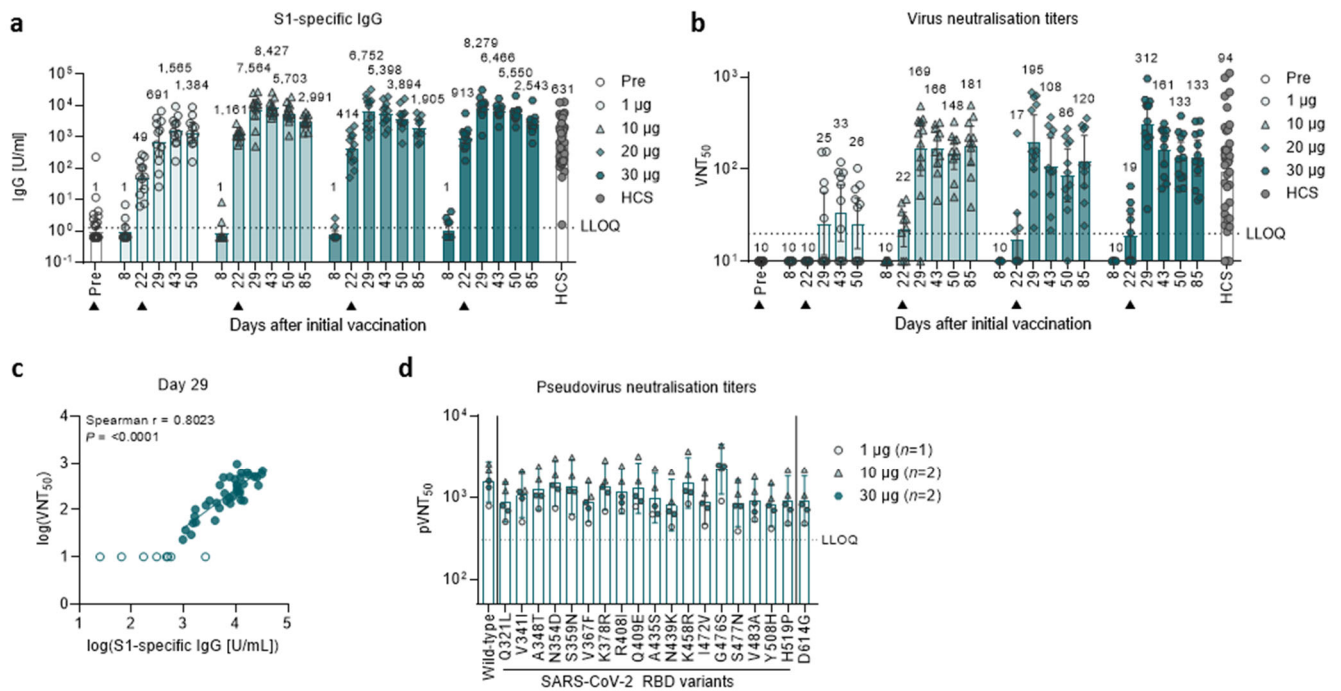 a
S1-specific IgG
IgG [U/ml]
10⁵
10⁴
10³
10²
10¹
10⁰
10⁻¹
1 1 49 691 1,565 1,384
1 1,161 7,564 8,427 5,703 2,991
1 414 6,752 5,398 3,894 1,905
1 913 8,279 6,466 5,550 2,543
631
LLOQ
Pre 8 22 29 43 50 8 22 29 43 50 85 8 22 29 43 50 85 8 22 29 43 50 85 HCS
Days after initial vaccination
Pre
1 µg
10 µg
20 µg
30 µg
HCS
b
Virus neutralisation titers
VNT₅₀
10³
10²
10¹
10 10 10 25 33 26
10 22 169 166 148 181
10 17 195 108 86 120
10 19 312 161 133 133
94
LLOQ
Pre 8 22 29 43 50 8 22 29 43 50 85 8 22 29 43 50 85 8 22 29 43 50 85 HCS
Days after initial vaccination
Pre
1 µg
10 µg
20 µg
30 µg
HCS
c
Day 29
Spearman r = 0.8023
P = <0.0001
log(VNT₅₀)
4
3
2
1
0
1 2 3 4 5
log(S1-specific IgG [U/mL])
d
Pseudovirus neutralisation titers
pVNT₅₀
10⁴
10³
10²
LLOQ
1 µg (n=1)
10 µg (n=2)
30 µg (n=2)
Wild-type
Q321L
V341I
A348T
N354D
S359N
V367F
K378R
R408I
Q409E
A435S
N439K
K458R
I472V
G476S
S477N
V483A
Y508H
H519P
D614G
SARS-CoV-2 RBD variants